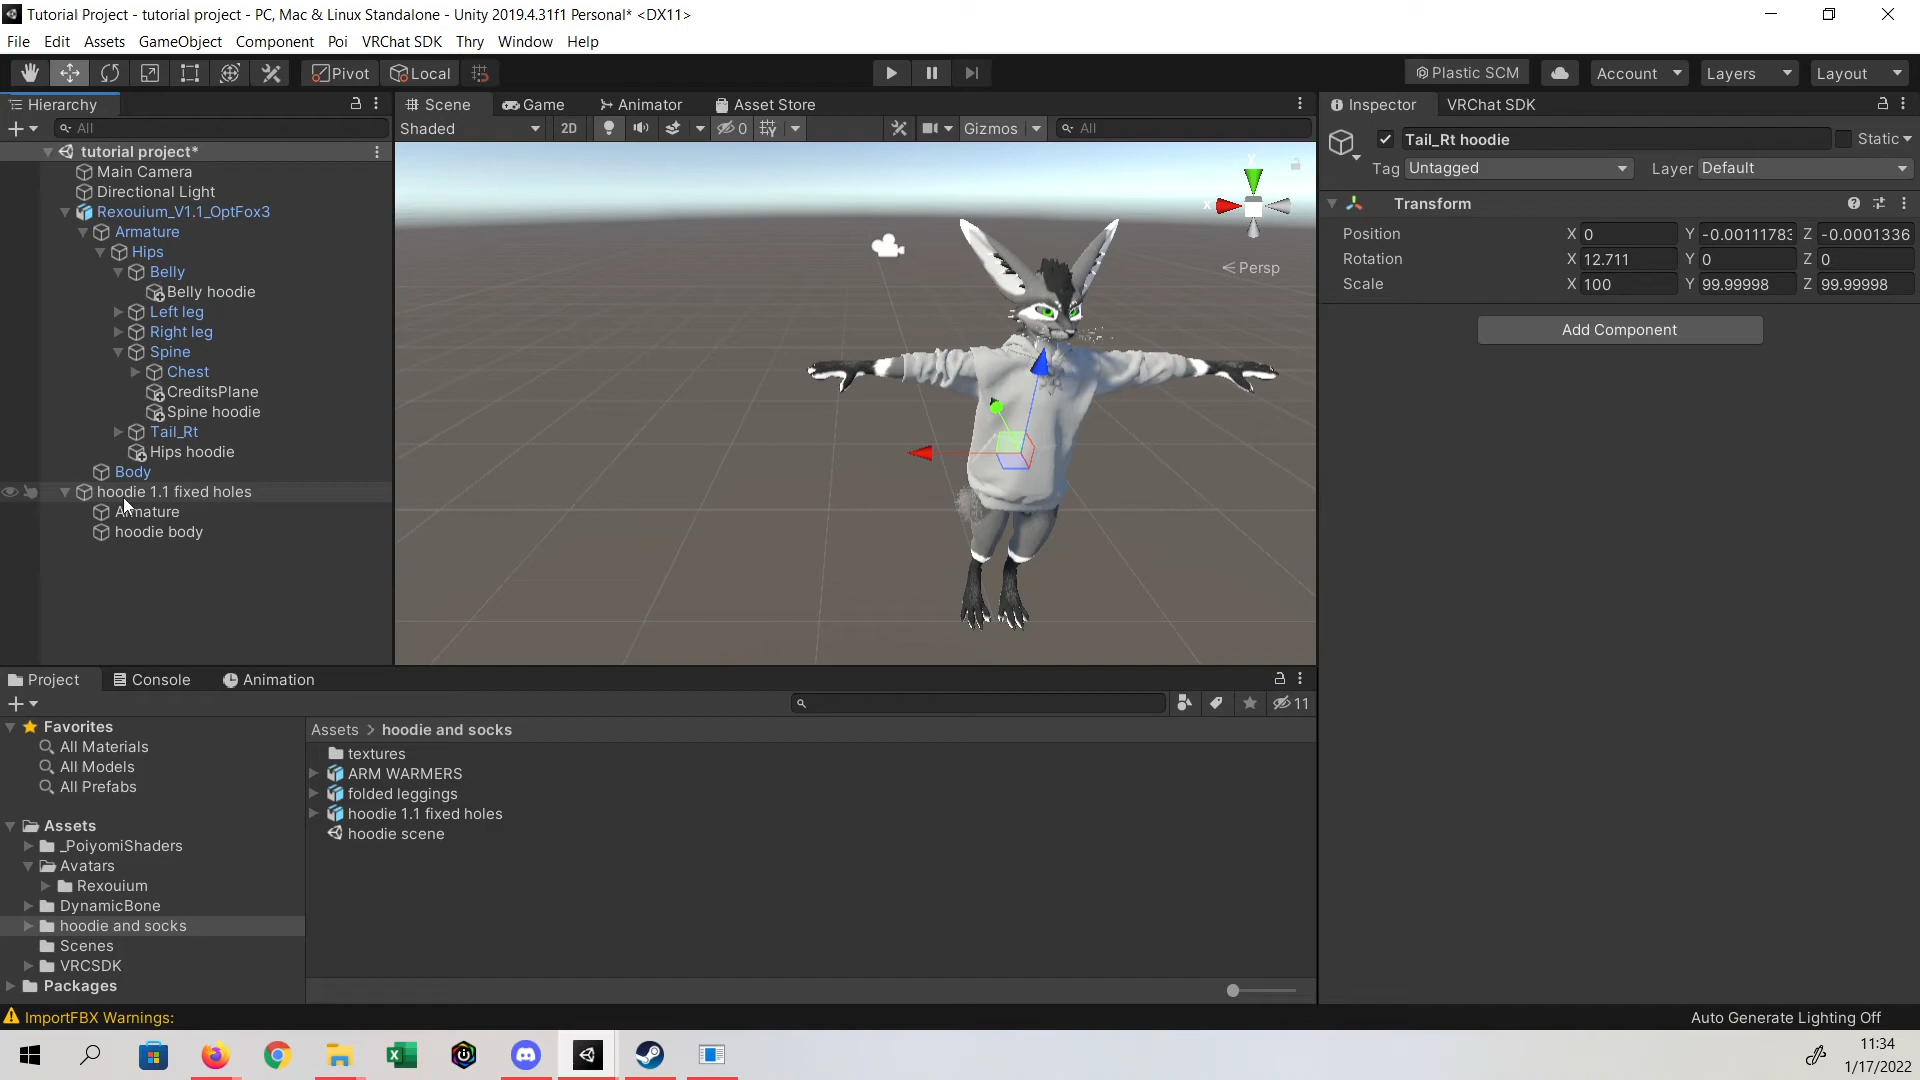 Tutorial Project - tutorial project - PC, Mac & Linux Standalone - Unity 2019.4.31f1 Personal* <DX11>
File Edit Assets GameObject Component Poi VRChat SDK Thry Window Help
Pivot Local Plastic SCM Account Layers Layout
Hierarchy
All
tutorial project*
Main Camera
Directional Light
Rexouium_V1.1_OptFox3
Armature
Hips
Belly
Belly hoodie
Left leg
Right leg
Spine
Chest
CreditsPlane
Spine hoodie
Tail_Rt
Hips hoodie
Body
hoodie 1.1 fixed holes
Armature
hoodie body
Scene Game Animator Asset Store
Shaded 2D 0 Gizmos All
y
x
Persp
Inspector VRChat SDK
Tail_Rt hoodie Static
Tag Untagged Layer Default
Transform
Position X 0 Y -0.0011178 Z -0.0001336
Rotation X 12.711 Y 0 Z 0
Scale X 100 Y 99.99998 Z 99.99998
Add Component
Project Console Animation
11
Favorites
All Materials
All Models
All Prefabs
Assets
_PoiyomiShaders
Avatars
Rexouium
DynamicBone
hoodie and socks
Scenes
VRCSDK
Packages
Assets > hoodie and socks
textures
ARM WARMERS
folded leggings
hoodie 1.1 fixed holes
hoodie scene
ImportFBX Warnings:
Auto Generate Lighting Off
11:34
1/17/2022